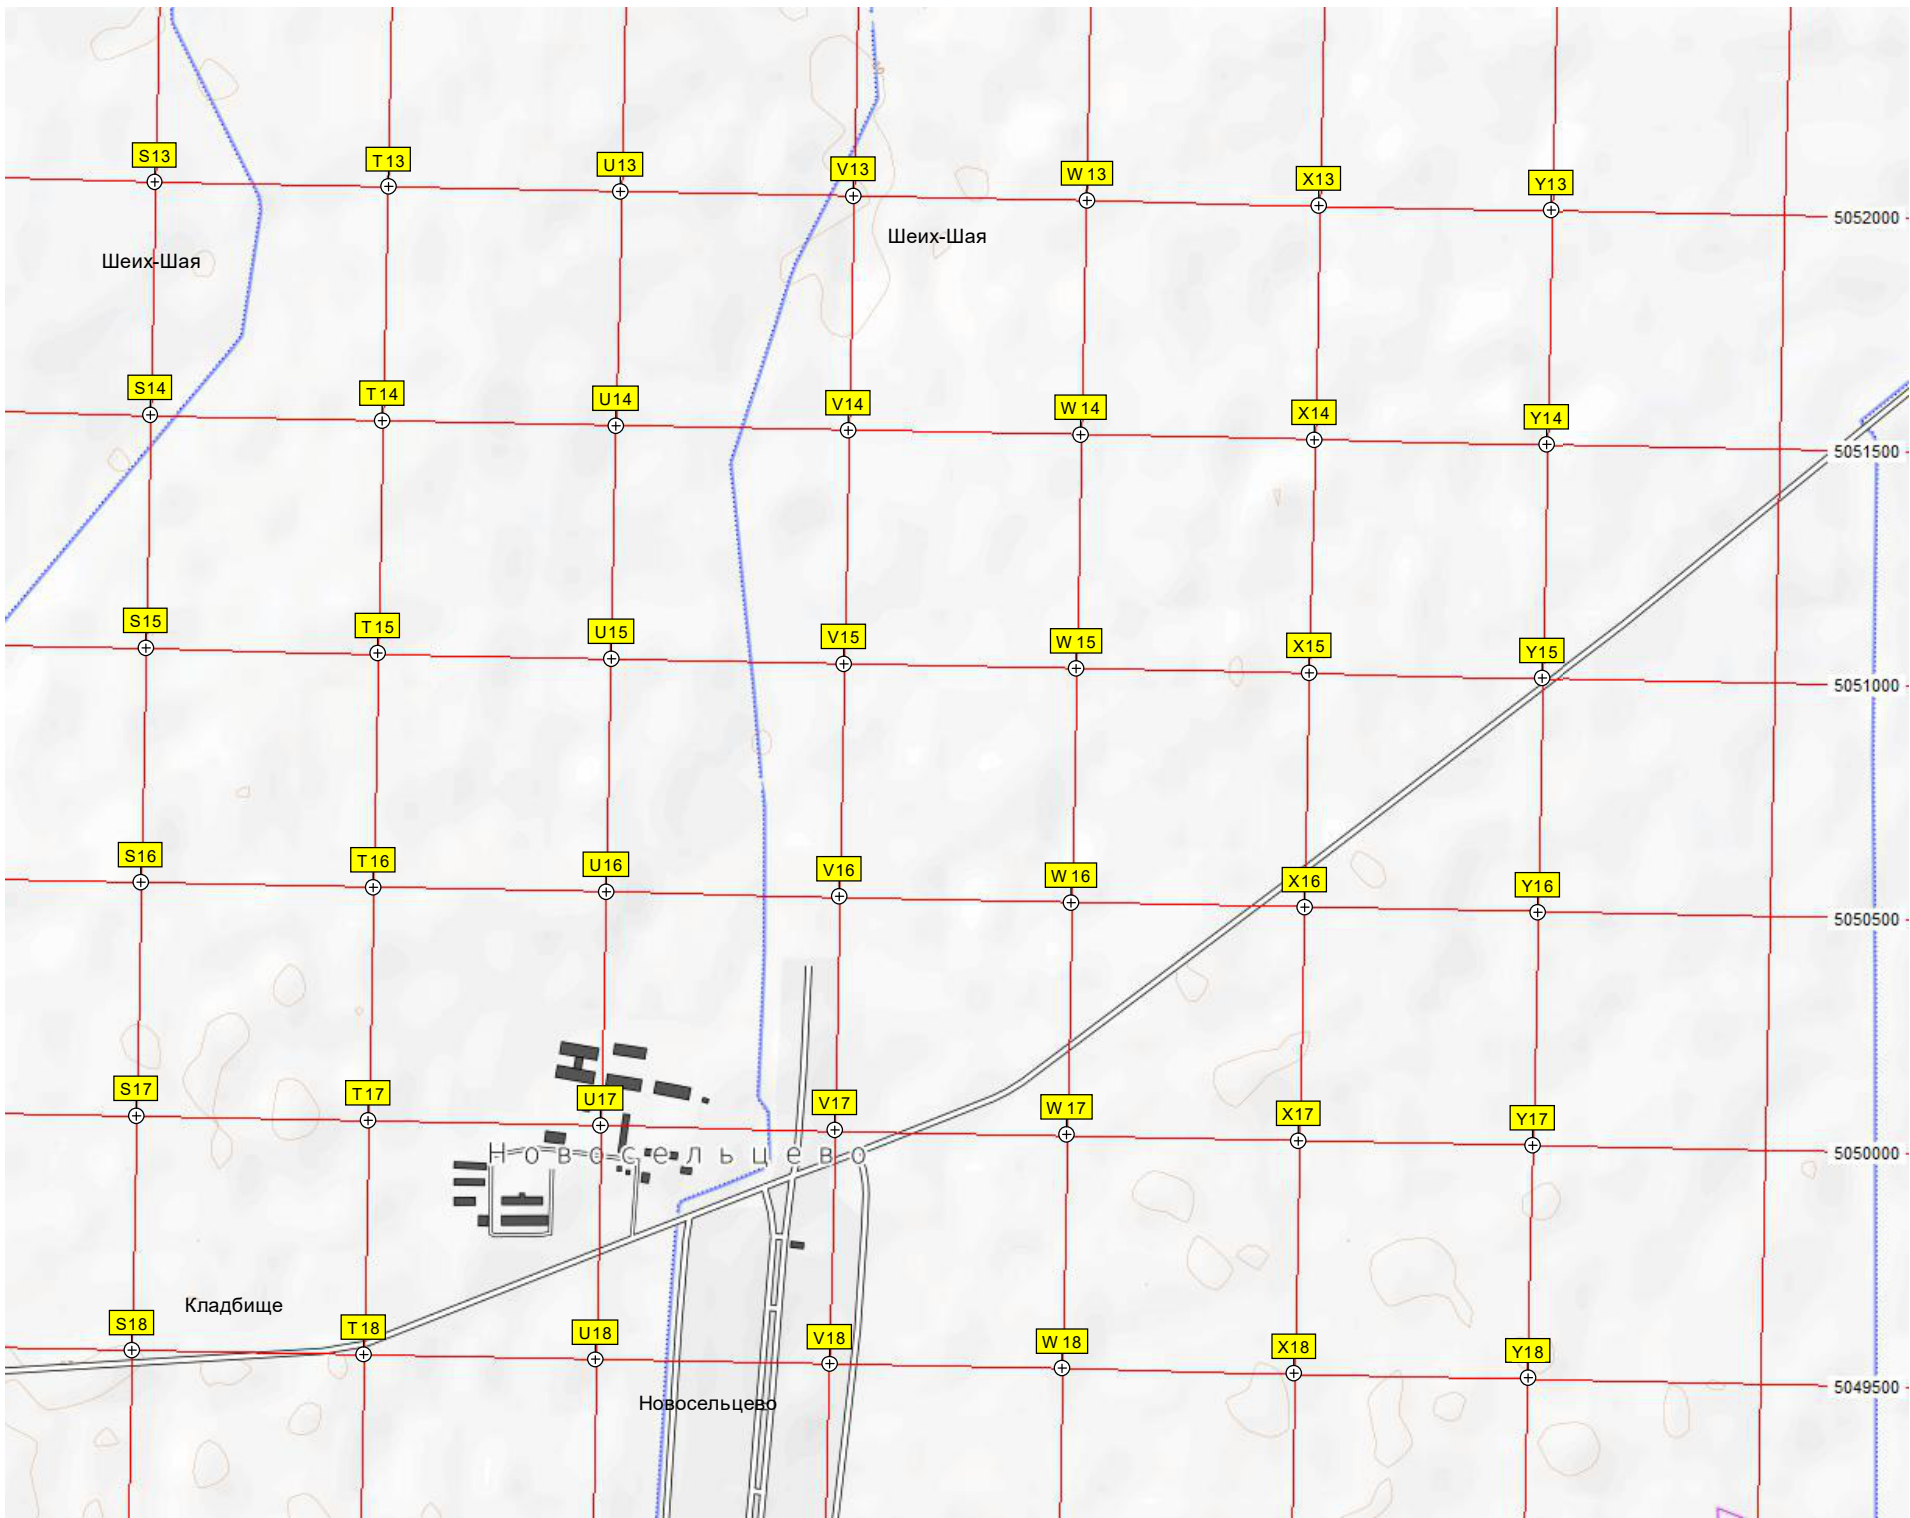 S13 T13 U13 V13 W13 X13 Y13
5052000
Шеих-Шая
Шеих-Шая
S14 T14 U14 V14 W14 X14 Y14
5051500
S15 T15 U15 V15 W15 X15 Y15
5051000
S16 T16 U16 V16 W16 X16 Y16
5050500
S17 T17 U17 V17 W17 X17 Y17
Новосельцево
5050000
Кладбище
S18 T18 U18 V18 W18 X18 Y18
5049500
Новосельцево